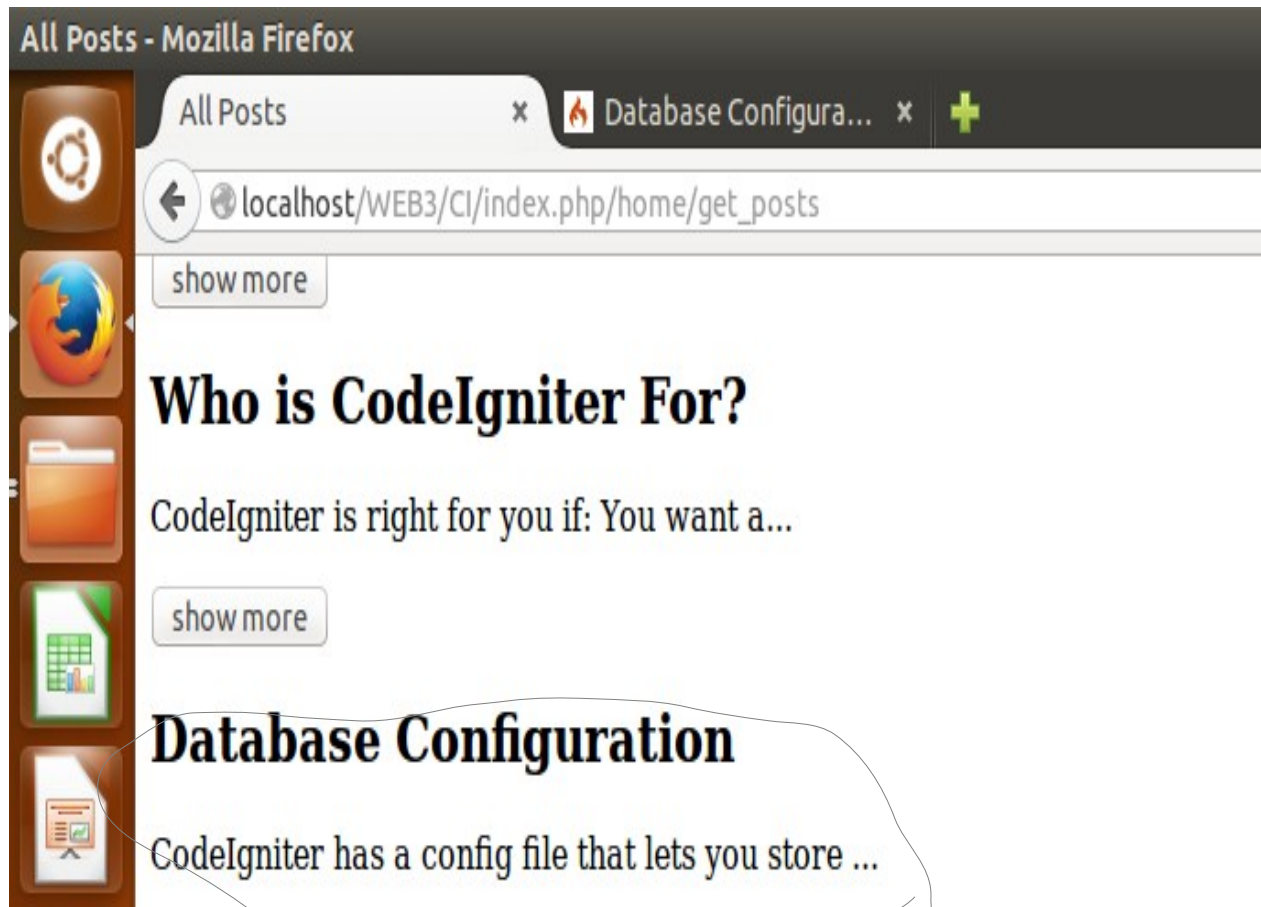 All Posts - Mozilla Firefox
All Posts
Database Configura...
localhost/WEB3/CI/index.php/home/get_posts
show more
Who is CodeIgniter For?
CodeIgniter is right for you if: You want a...
show more
Database Configuration
CodeIgniter has a config file that lets you store ...